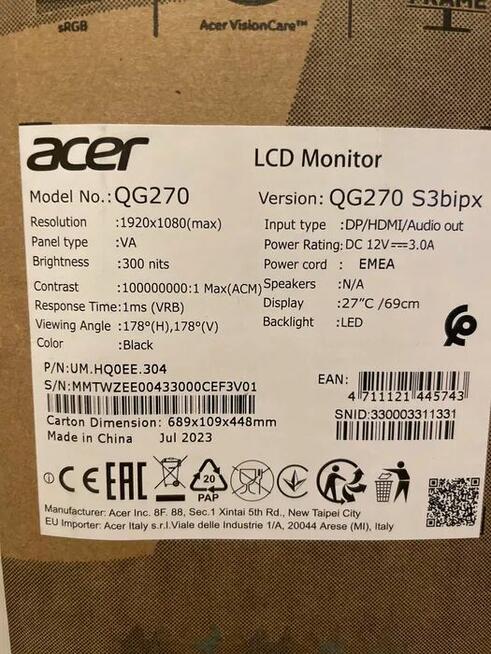 sRGB
Acer VisionCare™
FRAME
acer
LCD Monitor
Model No.:QG270
Version: QG270 S3bipx
Resolution :1920x1080(max)
Input type :DP/HDMI/Audio out
Panel type :VA
Power Rating:DC 12V⎓3.0A
Brightness :300 nits
Power cord : EMEA
Contrast :100000000:1 Max(ACM)
Speakers :N/A
Response Time:1ms (VRB)
Display :27"C /69cm
Viewing Angle :178°(H),178°(V)
Backlight :LED
Color :Black
P/N:UM.HQ0EE.304
EAN:
4 711121 445743
S/N:MMTWZEE00433000CEF3V01
SNID:330003311331
Carton Dimension: 689x109x448mm
Made in China Jul 2023
CE EAC 20 PAP
Manufacturer: Acer Inc. 8F. 88, Sec.1 Xintai 5th Rd., New Taipei City
EU Importer: Acer Italy s.r.l.Viale delle Industrie 1/A, 20044 Arese (MI), Italy